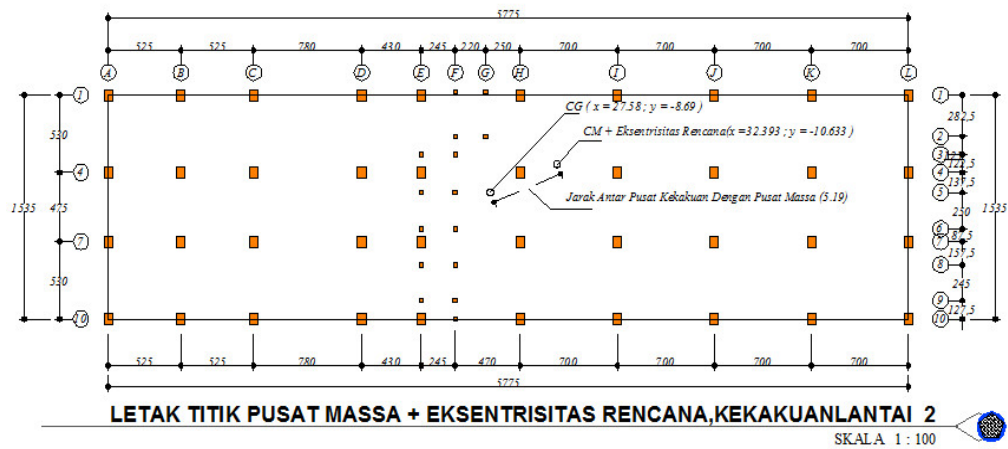 5775
525 525 780 430 245 220 250 700 700 700 700
A B C D E F G H I J K L
1 1
CG ( x = 27.58 ; y = -8.69 )
282,5
530
CM + Eksentrisitas Rencana(x =32.393 ; y = -10.633 )
2
3
122,5
4 4
137,5
Jarak Antar Pusat Kekakuan Dengan Pusat Massa (5.19)
5
1535 475 250 1535
6
87,5
7 7
157,5
8
530
245
9
127,5
10 10
525 525 780 430 245 470 700 700 700 700
5775
LETAK TITIK PUSAT MASSA + EKSENTRISITAS RENCANA,KEKAKUANLANTAI 2
SKALA 1 : 100